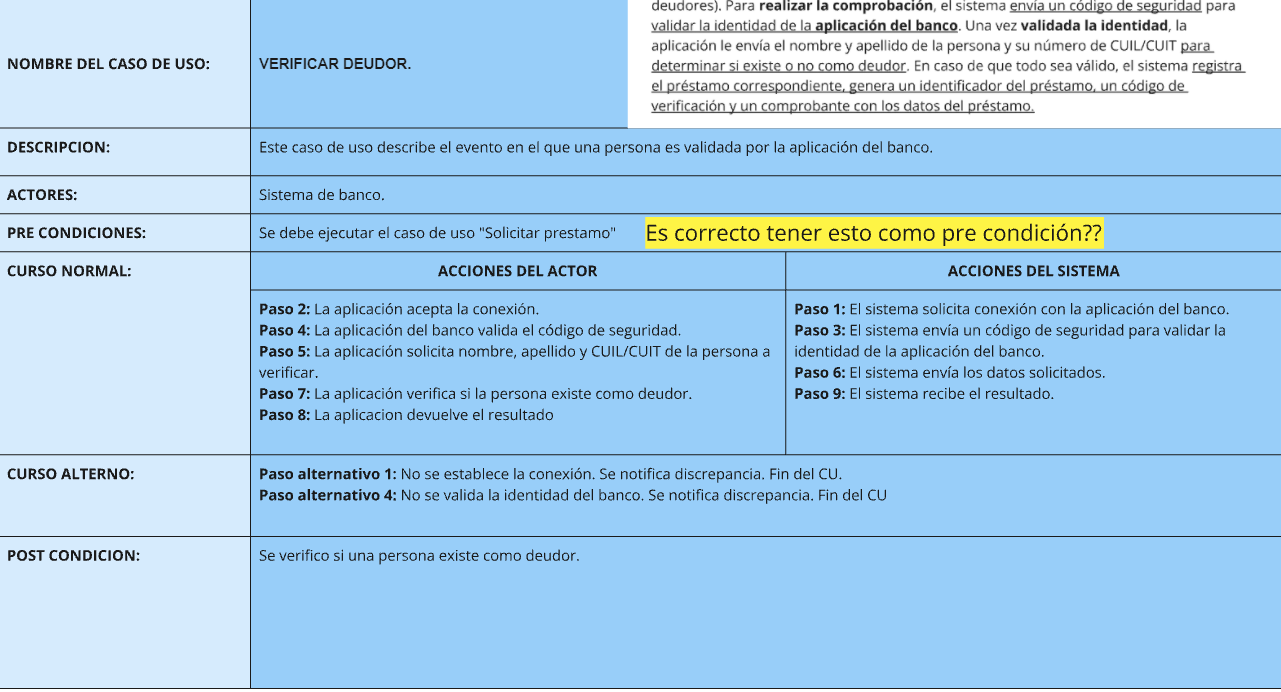 deudores). Para realizar la comprobación, el sistema envía un código de seguridad para
validar la identidad de la aplicación del banco. Una vez validada la identidad, la
aplicación le envía el nombre y apellido de la persona y su número de CUIL/CUIT para
determinar si existe o no como deudor. En caso de que todo sea válido, el sistema registra
el préstamo correspondiente, genera un identificador del préstamo, un código de
verificación y un comprobante con los datos del préstamo.
NOMBRE DEL CASO DE USO:
VERIFICAR DEUDOR.
DESCRIPCION:
Este caso de uso describe el evento en el que una persona es validada por la aplicación del banco.
ACTORES:
Sistema de banco.
PRE CONDICIONES:
Se debe ejecutar el caso de uso "Solicitar prestamo"
Es correcto tener esto como pre condición??
CURSO NORMAL:
ACCIONES DEL ACTOR
Paso 2: La aplicación acepta la conexión.
Paso 4: La aplicación del banco valida el código de seguridad.
Paso 5: La aplicación solicita nombre, apellido y CUIL/CUIT de la persona a
verificar.
Paso 7: La aplicación verifica si la persona existe como deudor.
Paso 8: La aplicacion devuelve el resultado
ACCIONES DEL SISTEMA
Paso 1: El sistema solicita conexión con la aplicación del banco.
Paso 3: El sistema envía un código de seguridad para validar la
identidad de la aplicación del banco.
Paso 6: El sistema envía los datos solicitados.
Paso 9: El sistema recibe el resultado.
CURSO ALTERNO:
Paso alternativo 1: No se establece la conexión. Se notifica discrepancia. Fin del CU.
Paso alternativo 4: No se valida la identidad del banco. Se notifica discrepancia. Fin del CU
POST CONDICION:
Se verifico si una persona existe como deudor.